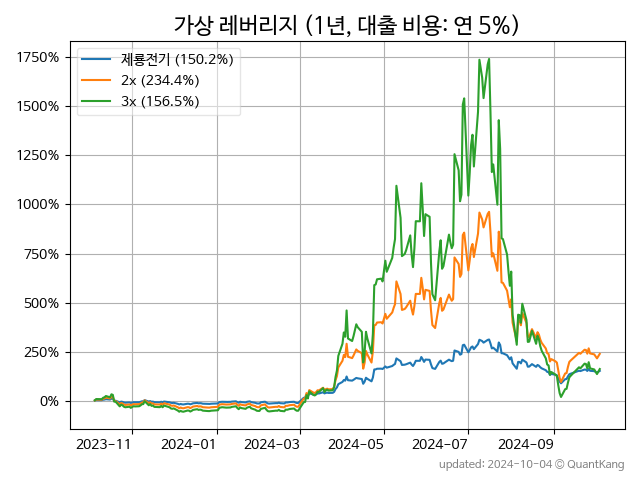 가상 레버리지 (1년, 대출 비용: 연 5%)
제룡전기 (150.2%)
2x (234.4%)
3x (156.5%)
1750%
1500%
1250%
1000%
750%
500%
250%
0%
2023-11 2024-01 2024-03 2024-05 2024-07 2024-09
updated: 2024-10-04 © QuantKang